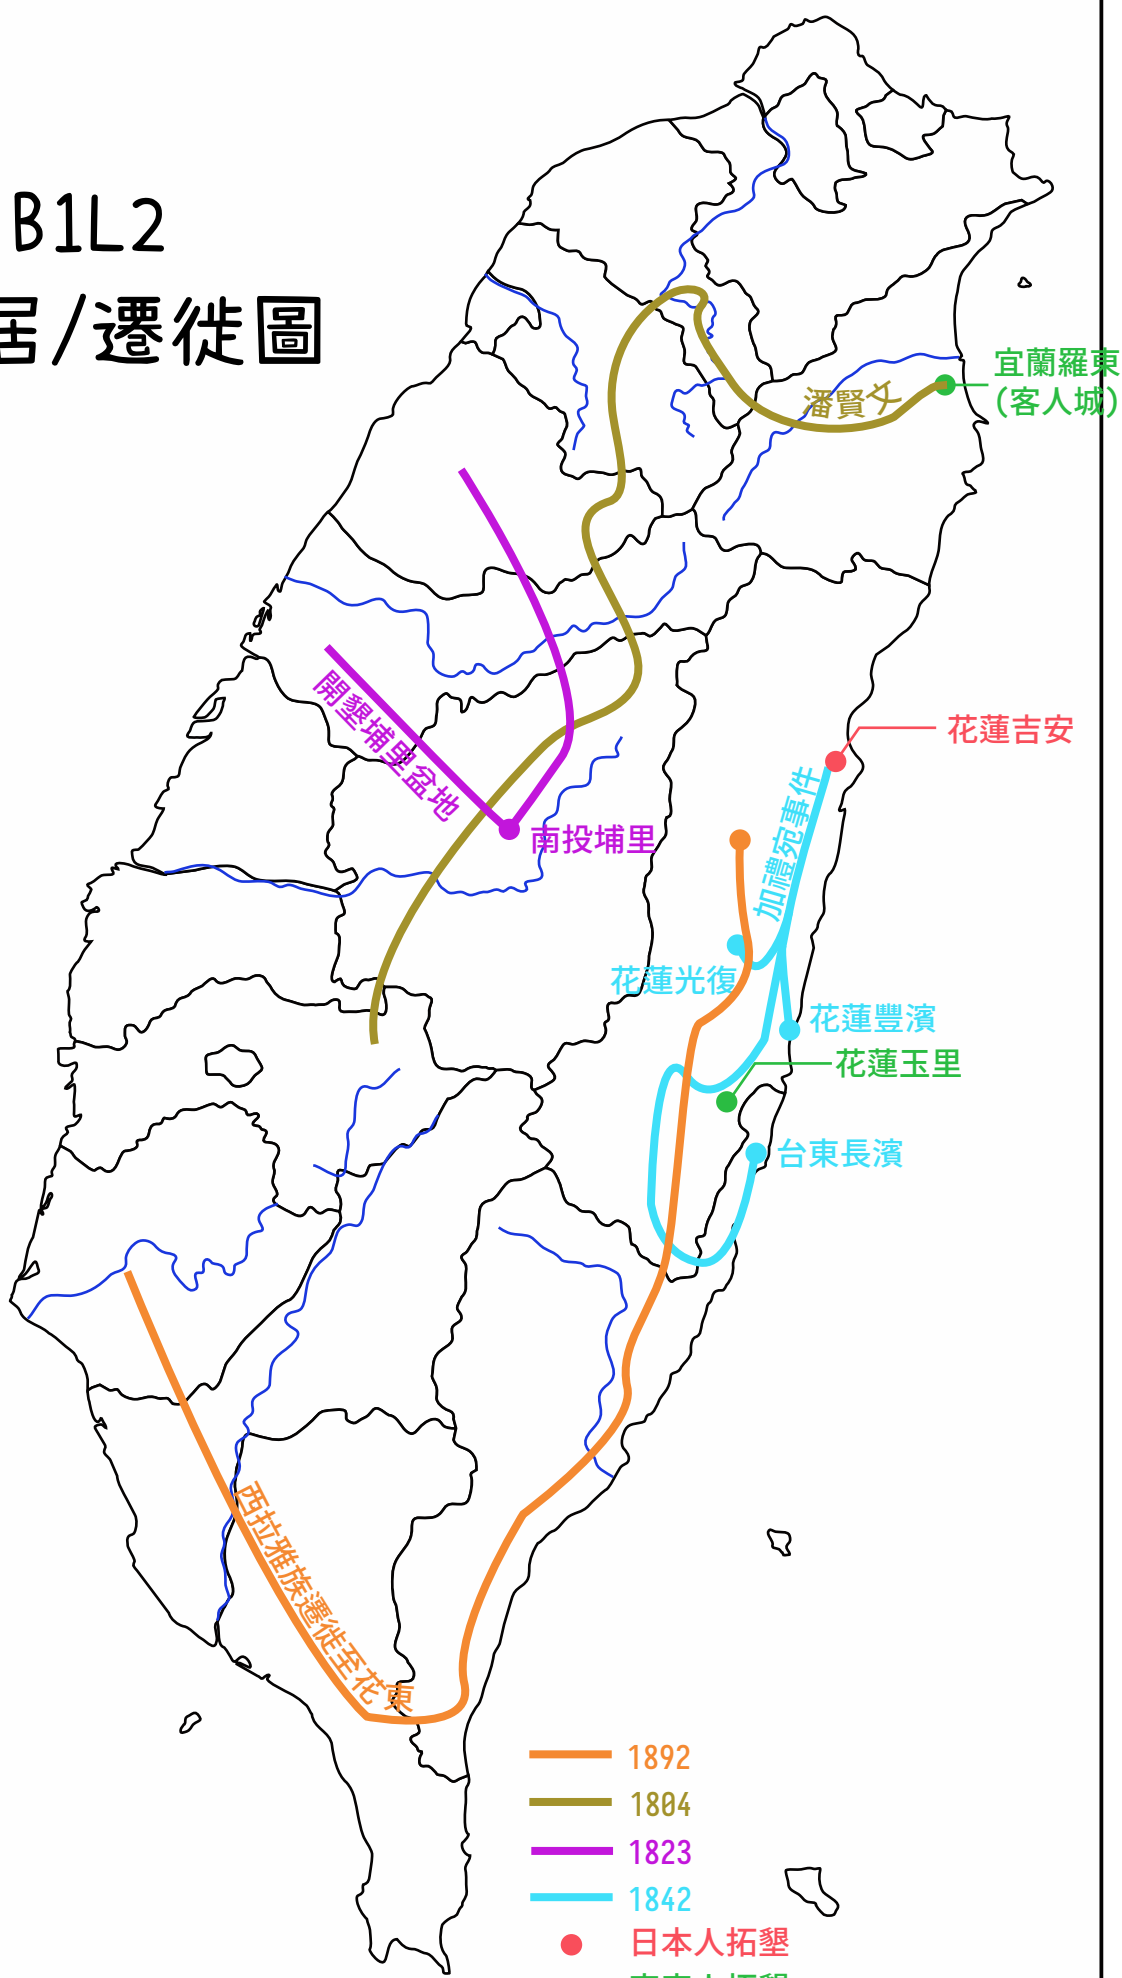 B1L2
居/遷徙圖
宜蘭羅東
(客人城)
潘賢文
開墾埔里盆地
南投埔里
花蓮吉安
加禮宛事件
花蓮光復
花蓮豐濱
花蓮玉里
台東長濱
西拉雅族遷徙至花東
1892
1804
1823
1842
日本人拓墾